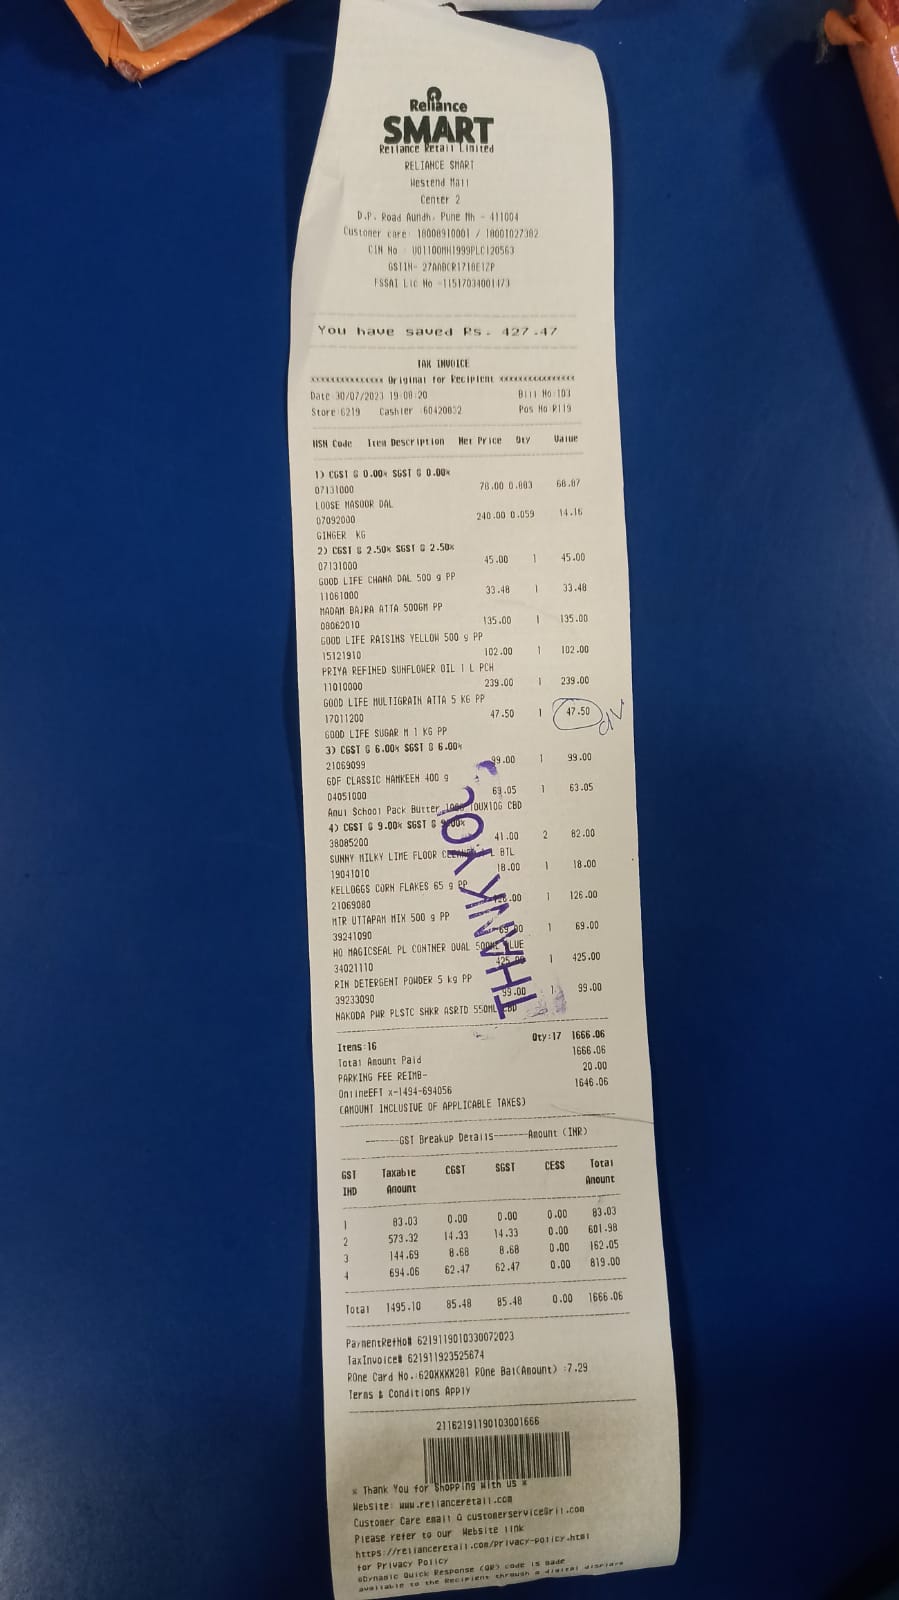 Reliance
SMART
Reliance Retail Limited
RELIANCE SMART
Westend Mall
Center 2
D.P. Road Aundh, Pune Mh - 411004
Customer care: 18008910001 / 18001027382
CIN No : U01100MH1999PLC120563
GSTIN- 27AABCR1718E1ZP
FSSAI Lic No -11517034001473
You have saved Rs. 427.47
TAX INVOICE
Original for Recipient
Date 30/07/2023 19:08:20 Bill No:103
Store:6219 Cashier :60420832 Pos No:R119
HSN Code Item Description Net Price Qty Value
1) CGST @ 0.00% SGST @ 0.00%
07131000 78.00 0.883 68.87
LOOSE MASOOR DAL
07092000 240.00 0.059 14.16
GINGER KG
2) CGST @ 2.50% SGST @ 2.50%
07131000 45.00 1 45.00
GOOD LIFE CHANA DAL 500 g PP
11061000 33.48 1 33.48
MADAM BAJRA ATTA 500GM PP
08062010 135.00 1 135.00
GOOD LIFE RAISINS YELLOW 500 g PP
15121910 102.00 1 102.00
PRIYA REFINED SUNFLOWER OIL 1 L PCH
11010000 239.00 1 239.00
GOOD LIFE MULTIGRAIN ATTA 5 KG PP
17011200 47.50 1 47.50
GOOD LIFE SUGAR M 1 KG PP
3) CGST @ 6.00% SGST @ 6.00%
21069099 99.00 1 99.00
GDF CLASSIC NAMKEEN 400 g
04051000 63.05 1 63.05
Amul School Pack Butter 10UX10G CBD
4) CGST @ 9.00% SGST @ 9.00%
38085200 41.00 2 82.00
SUNNY MILKY LIME FLOOR CLEANER 1 L BTL
19041010 18.00 1 18.00
KELLOGGS CORN FLAKES 65 g PP
21069080 126.00 1 126.00
MTR UTTAPAM MIX 500 g PP
39241090 69.00 1 69.00
HO MAGICSEAL PL CONTNER OVAL 500ML BLUE
34021110 425.00 1 425.00
RIN DETERGENT POWDER 5 kg PP
39233090 99.00 1 99.00
NAKODA PWR PLSTC SHKR ASRTD 550ML CBD
THANK YOU
Items:16 Qty:17 1666.06
Total Amount Paid 1666.06
PARKING FEE REIMB- 20.00
OnlineEFT x-1494-694056 1646.06
(AMOUNT INCLUSIVE OF APPLICABLE TAXES)
-------GST Breakup Details-------Amount (INR)
GST Taxable CGST SGST CESS Total
IND Amount Amount
1 83.03 0.00 0.00 0.00 83.03
2 573.32 14.33 14.33 0.00 601.98
3 144.69 8.68 8.68 0.00 162.05
4 694.06 62.47 62.47 0.00 819.00
Total 1495.10 85.48 85.48 0.00 1666.06
PaymentRefNo# 6219119010330072023
TaxInvoice# 621911923525674
ROne Card No.:620XXXX281 ROne Bal(Amount) :7.29
Terms & Conditions Apply
21162191190103001666
* Thank You for Shopping with us *
Website: www.relianceretail.com
Customer Care email @ customerservice@ril.com
Please refer to our Website link
https://relianceretail.com/privacy-policy.html
for Privacy Policy
@Dynamic Quick Response (QR) code is made
available to the Recipient through a digital display